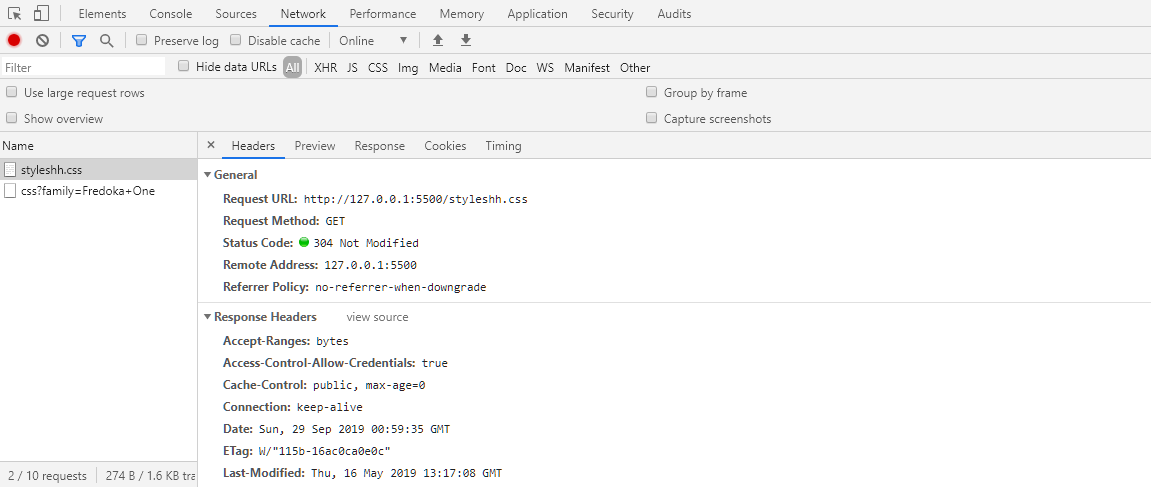 Elements Console Sources Network Performance Memory Application Security Audits
Preserve log Disable cache Online
Filter Hide data URLs All XHR JS CSS Img Media Font Doc WS Manifest Other
Use large request rows Group by frame
Show overview Capture screenshots
Name × Headers Preview Response Cookies Timing
styleshh.css
css?family=Fredoka+One
General
Request URL: http://127.0.0.1:5500/styleshh.css
Request Method: GET
Status Code: 304 Not Modified
Remote Address: 127.0.0.1:5500
Referrer Policy: no-referrer-when-downgrade
Response Headers view source
Accept-Ranges: bytes
Access-Control-Allow-Credentials: true
Cache-Control: public, max-age=0
Connection: keep-alive
Date: Sun, 29 Sep 2019 00:59:35 GMT
ETag: W/"115b-16ac0ca0e0c"
Last-Modified: Thu, 16 May 2019 13:17:08 GMT
2 / 10 requests 274 B / 1.6 KB tra